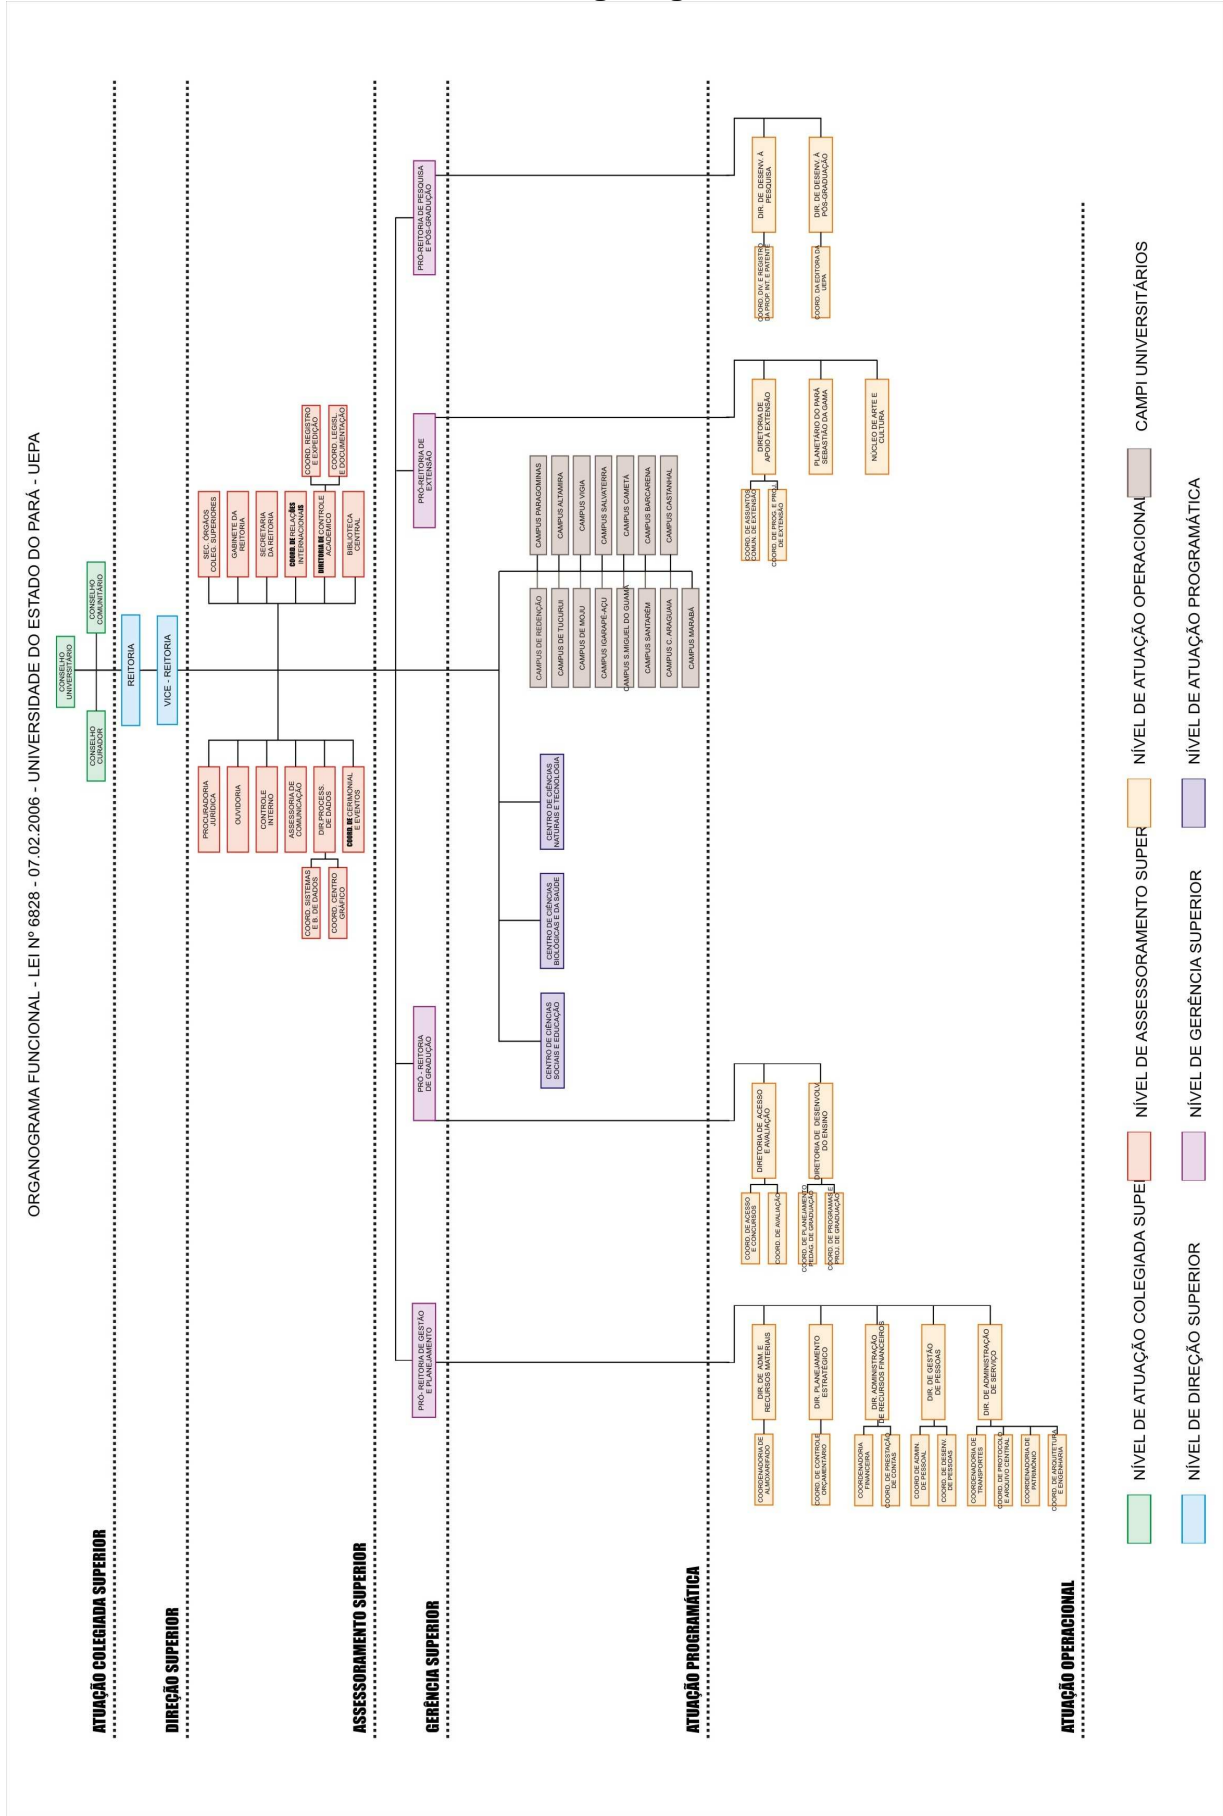 ORGANOGRAMA FUNCIONAL - LEI Nº 6828 - 07.02.2006 - UNIVERSIDADE DO ESTADO DO PARÁ - UEPA
CONSELHO
UNIVERSITÁRIO
CONSELHO
CURADOR
CONSELHO
COMUNITÁRIO
ATUAÇÃO COLEGIADA SUPERIOR
REITORIA
VICE - REITORIA
DIREÇÃO SUPERIOR
PROCURADORIA
JURÍDICA
OUVIDORIA
CONTROLE
INTERNO
ASSESSORIA DE
COMUNICAÇÃO
DIR.PROCESS.
DE DADOS
COORD. DE CERIMONIAL
E EVENTOS
COORD. SISTEMAS
E B. DE DADOS
COORD. CENTRO
GRÁFICO
SEC. ÓRGÃOS
COLEG. SUPERIORES
GABINETE DA
REITORIA
SECRETARIA
DA REITORIA
COORD. DE RELAÇÕES
INTERNACIONAIS
DIRETORIA DE CONTROLE
ACADEMICO
BIBLIOTECA
CENTRAL
COORD. REGISTRO
E EXPEDIÇÃO
COORD. LEGISL.
E DOCUMENTAÇÃO
ASSESSORAMENTO SUPERIOR
PRÓ- REITORIA DE GESTÃO
E PLANEJAMENTO
PRÓ - REITORIA
DE GRADUÇÃO
PRÓ-REITORIA DE
EXTENSÃO
PRÓ-REITORIA DE PESQUISA
E PÓS-GRADUÇÃO
GERÊNCIA SUPERIOR
CENTRO DE CIÊNCIAS
SOCIAIS E EDUCAÇÃO
CENTRO DE CIÊNCIAS
BIOLÓGICAS E DA SAÚDE
CENTRO DE CIÊNCIAS
NATURAIS E TECNOLOGIA
CAMPUS DE REDENÇÃO
CAMPUS DE TUCURUI
CAMPUS DE MOJU
CAMPUS IGARAPÉ-AÇU
CAMPUS S.MIGUEL DO GUAMÁ
CAMPUS SANTARÉM
CAMPUS C. ARAGUAIA
CAMPUS MARABÁ
CAMPUS PARAGOMINAS
CAMPUS ALTAMIRA
CAMPUS VIGIA
CAMPUS SALVATERRA
CAMPUS CAMETÁ
CAMPUS BARCARENA
CAMPUS CASTANHAL
ATUAÇÃO PROGRAMÁTICA
DIR. DE ADM. E
RECURSOS MATERIAIS
COORDENADORIA DE
ALMOXARIFADO
DIR. PLANEJAMENTO
ESTRATÉGICO
COORD. DE CONTROLE
ORÇAMENTÁRIO
DIR. ADMINISTRAÇÃO
DE RECURSOS FINANCEIROS
COORDENADORIA
FINANCEIRA
COORD. DE PRESTAÇÃO
DE CONTAS
DIR. DE GESTÃO
DE PESSOAS
COORD DE ADMIN.
DE PESSOAL
COORD. DE DESENV.
DE PESSOAS
DIR. DE ADMINISTRAÇÃO
DE SERVIÇO
COORDENADORIA DE
TRANSPORTES
COORD. DE PROTOCOLO
E ARQUIVO CENTRAL
COORDENADORIA DE
PATRIMÔNIO
COORD. DE ARQUITETURA
E ENGENHARIA
DIRETORIA DE ACESSO
E AVALIAÇÃO
COORD. DE ACESSO
E CONCURSOS
COORD. DE AVALIAÇÃO
DIRETORIA DE DESENVOLV.
DO ENSINO
COORD. DE PLANEJAMENTO
PEDAG. DE GRADUAÇÃO
COORD. DE PROGRAMAS E
PROJ. DE GRADUAÇÃO
DIRETORIA DE
APOIO À EXTENSÃO
COORD. DE ASSUNTOS
COMUN. DE EXTENSÃO
COORD. DE PROG. E PROJ.
DE EXTENSÃO
PLANETÁRIO DO PARÁ
SEBASTIÃO DA GAMA
NÚCLEO DE ARTE E
CULTURA
DIR. DE DESENV. À
PESQUISA
COORD. DIV. E REGISTRO
DA PROP. INT. E PATENTE
DIR. DE DESENV. À
PÓS-GRADUAÇÃO
COORD. DA EDITORA DA
UEPA
ATUAÇÃO OPERACIONAL
NÍVEL DE ATUAÇÃO COLEGIADA SUPE
NÍVEL DE ASSESSORAMENTO SUPER
NÍVEL DE ATUAÇÃO OPERACIONAL
CAMPI UNIVERSITÁRIOS
NÍVEL DE DIREÇÃO SUPERIOR
NÍVEL DE GERÊNCIA SUPERIOR
NÍVEL DE ATUAÇÃO PROGRAMÁTICA